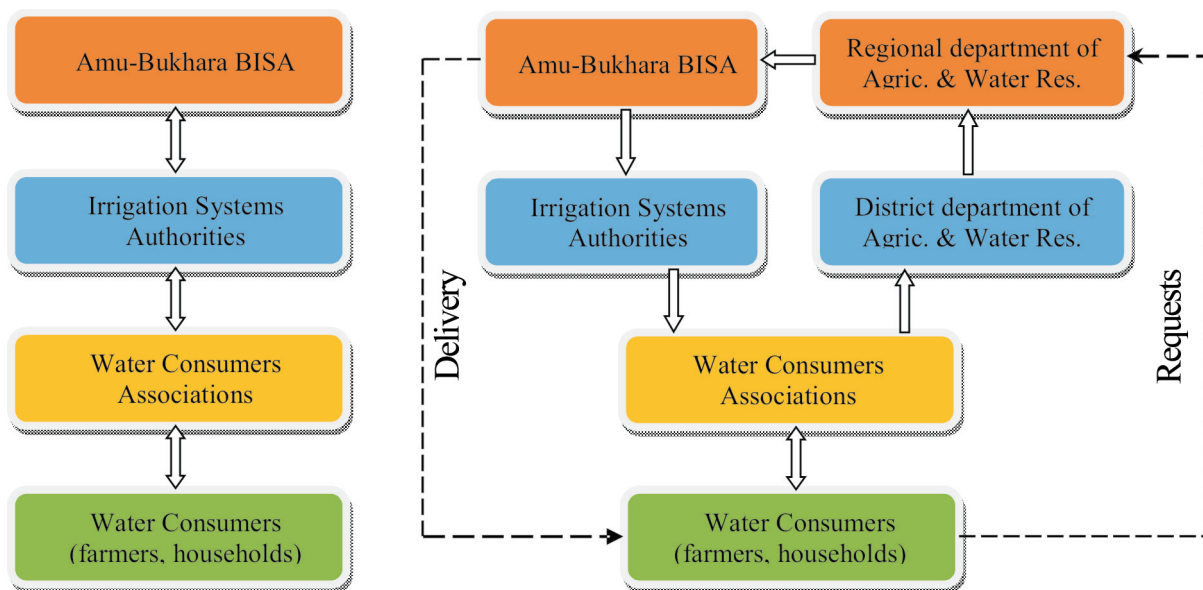 Amu-Bukhara BISA
Irrigation Systems
Authorities
Water Consumers
Associations
Water Consumers
(farmers, households)
Delivery
Amu-Bukhara BISA
Regional department of
Agric. & Water Res.
Irrigation Systems
Authorities
District department of
Agric. & Water Res.
Water Consumers
Associations
Water Consumers
(farmers, households)
Requests